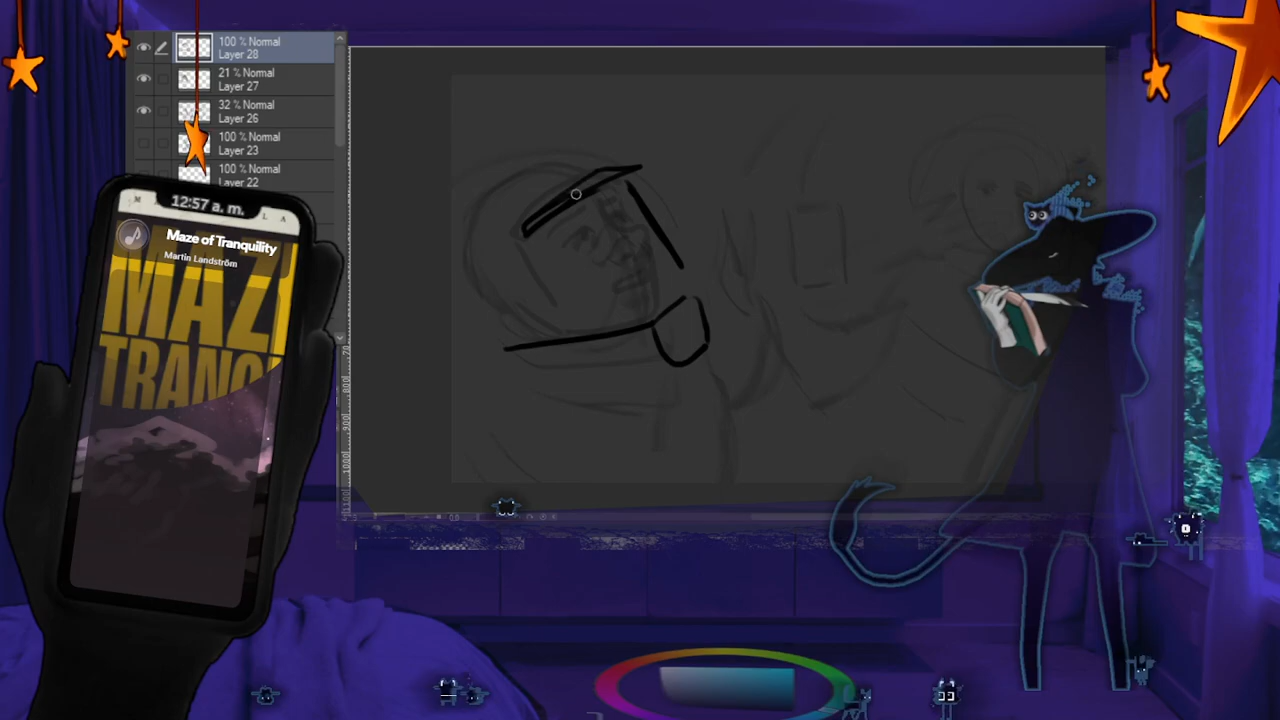 100 % Normal
Layer 28
21 % Normal
Layer 27
32 % Normal
Layer 26
100 % Normal
Layer 23
100 % Normal
Layer 22
12:57 a. m.
M
L A
Maze of Tranquility
Martin Landström
MAZ
TRANQ